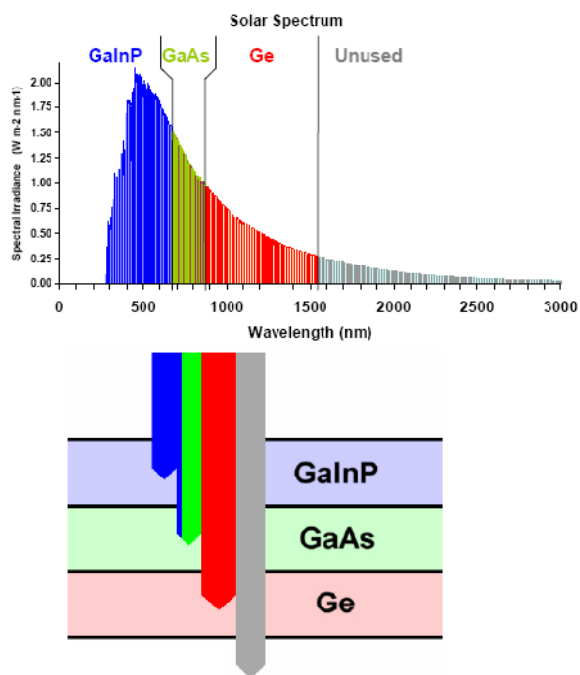 Solar Spectrum
GaInP GaAs Ge Unused
2.00
1.75
1.50
1.25
1.00
0.75
0.50
0.25
0.00
Spectral Irradiance (W m-2 nm-1)
0 500 1000 1500 2000 2500 3000
Wavelength (nm)
GaInP
GaAs
Ge